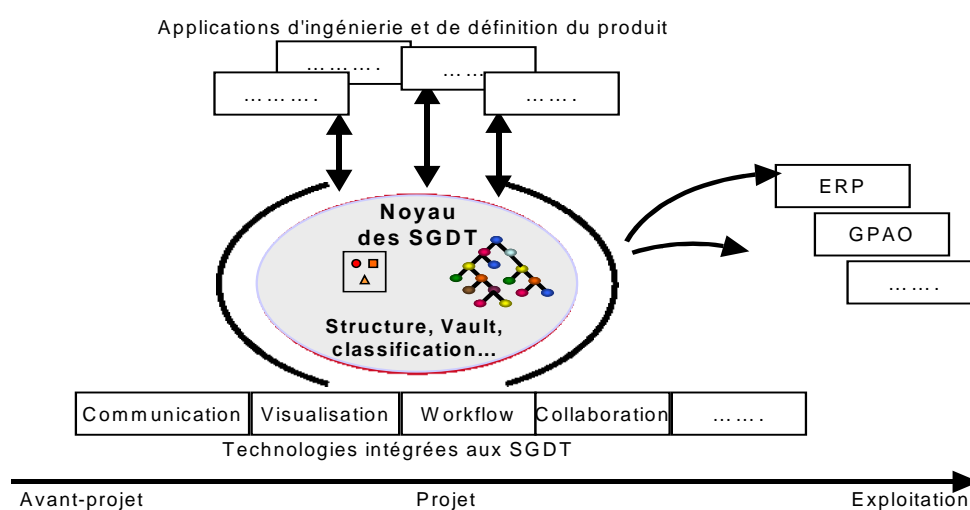 Applications d'ingénierie et de définition du produit
……….
……
……….
…….
Noyau
des SGDT
Structure, Vault,
classification...
ERP
GPAO
…….
Communication
Visualisation
Workflow
Collaboration
…….
Technologies intégrées aux SGDT
Avant-projet
Projet
Exploitation